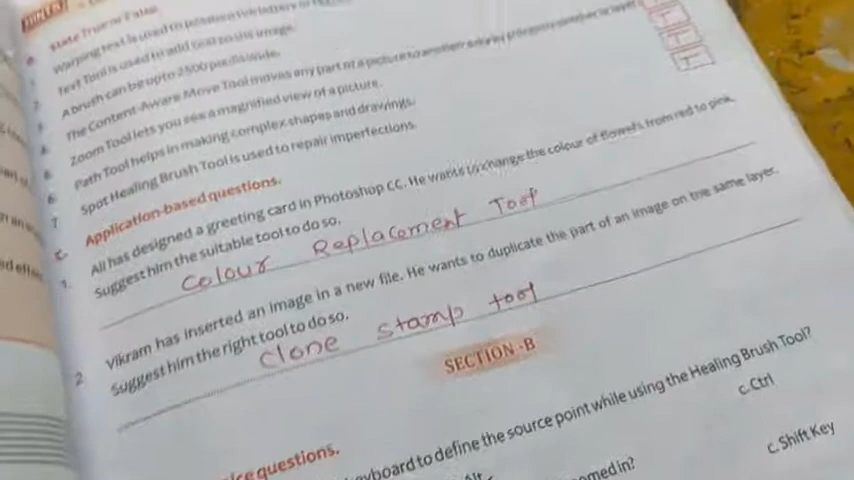 State True or False.
Warping text is used to
Text Tool is used to add text to the image.
A brush can be upto 2500 px diswide.
The Content-Aware Move Tool movas any part of a picture to another
Zoom Tool lets you see a magnified view of a picture.
Path Tool helps in making complex shapes and drawings.
Spot Healing Brush Tool is used to repair imperfections.
T
T
T
C. Application-based questions.
1. Ali has designed a greeting card in Photoshop CC. He wants to change the colour of flowers from red to pink.
Suggest him the suitable tool to do so.
Colour Replacement Tool
2. Vikram has inserted an image in a new file. He wants to duplicate the part of an image on the same layer.
Suggest him the right tool to do so.
Clone stamp tool
SECTION -B
questions.
to define the source point while using the Healing Brush Tool?
c. Ctrl
in?
c. Shift Key